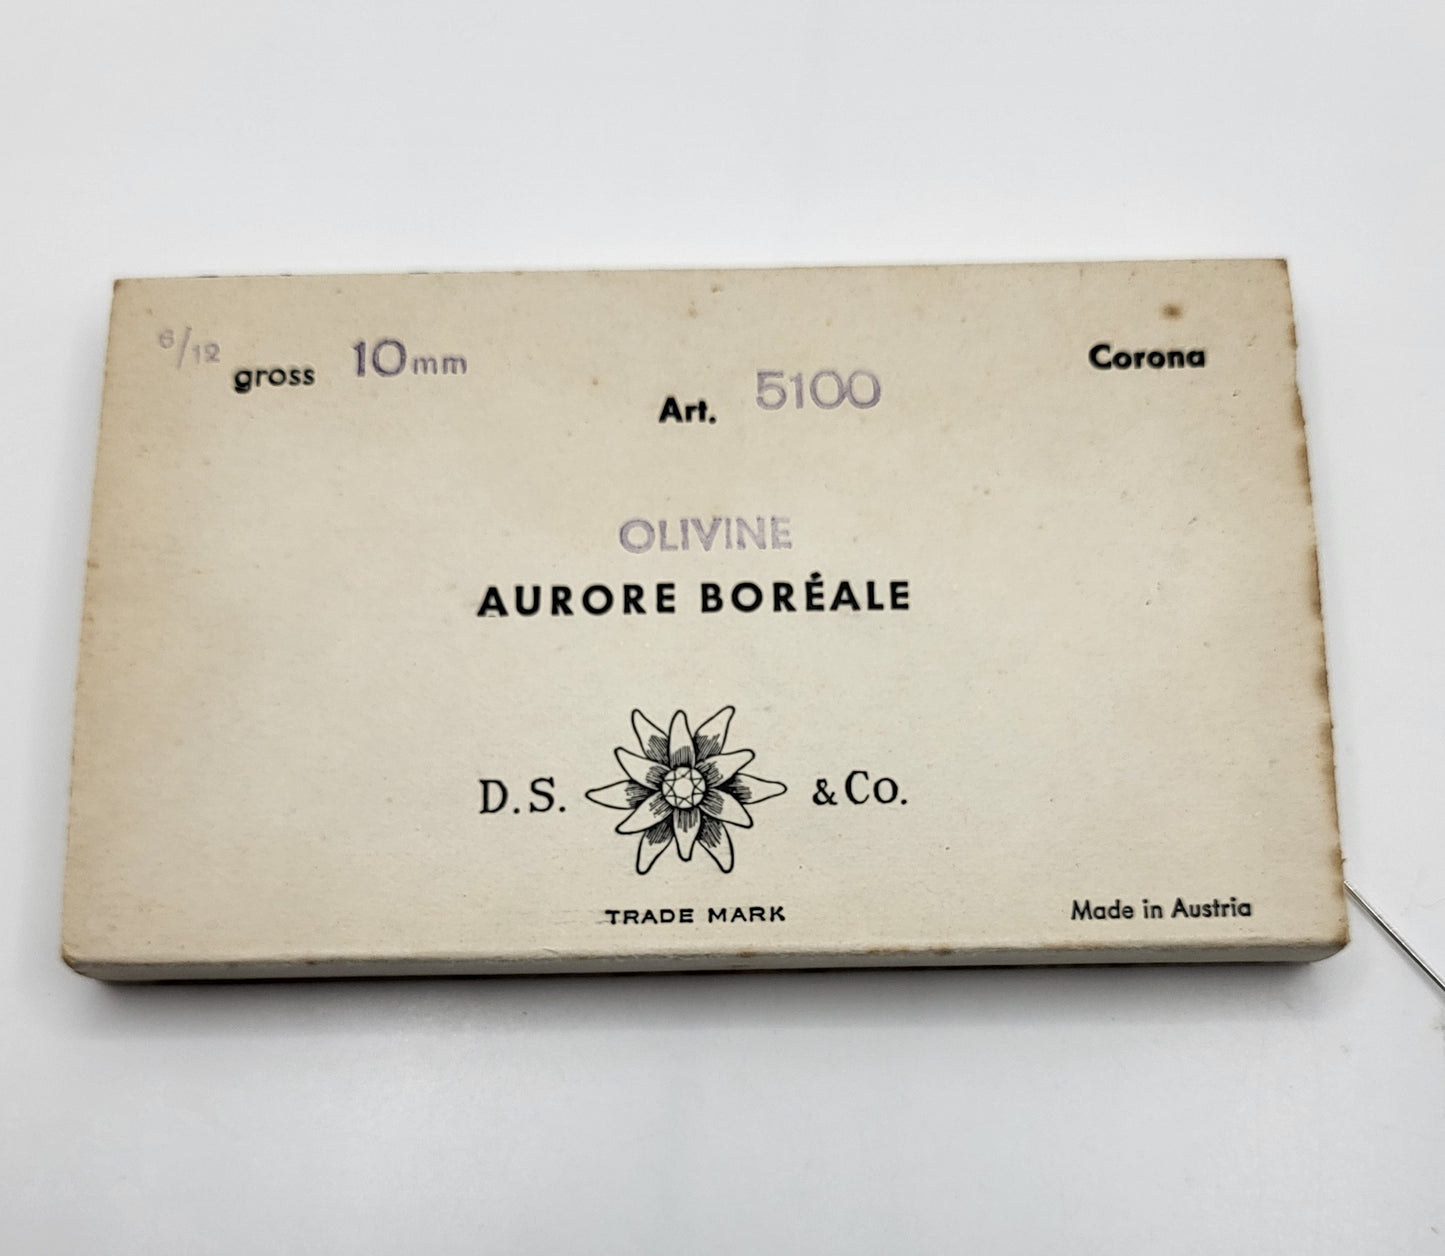 6/12 gross 10mm
Art. 5100
Corona
OLIVINE
AURORE BORÉALE
D.S. & Co.
TRADE MARK
Made in Austria